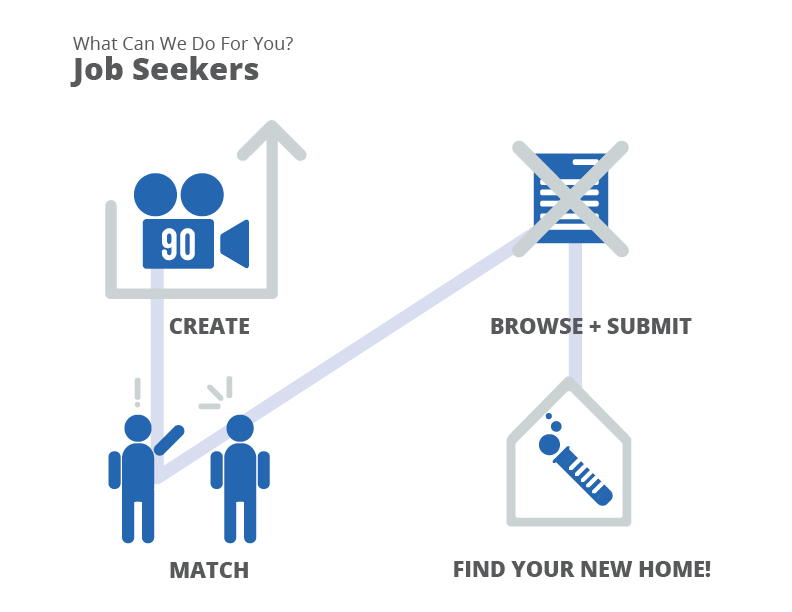 What Can We Do For You?
Job Seekers
90
CREATE
MATCH
BROWSE + SUBMIT
FIND YOUR NEW HOME!